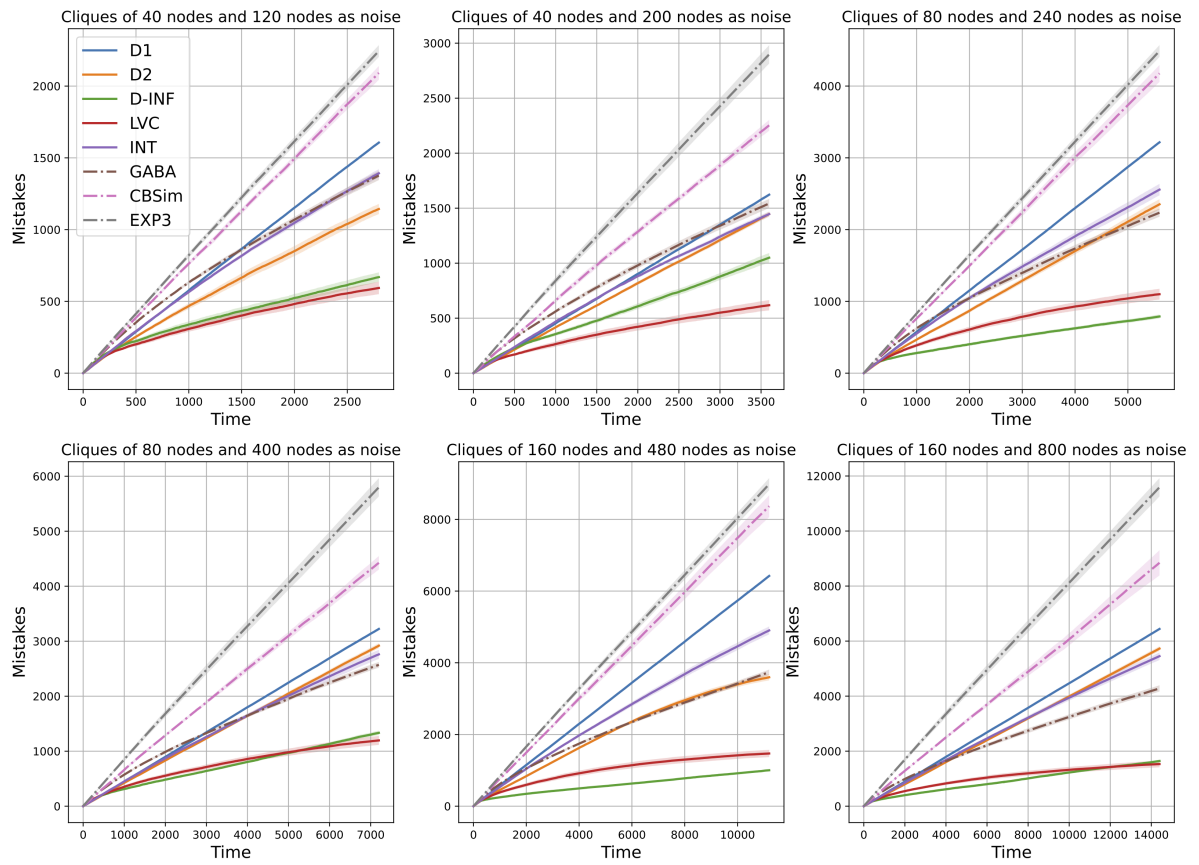 Cliques of 40 nodes and 120 nodes as noise
Mistakes
2000
1500
1000
500
0
D1
D2
D-INF
LVC
INT
GABA
CBSim
EXP3
0 500 1000 1500 2000 2500
Time
Cliques of 40 nodes and 200 nodes as noise
Mistakes
3000
2500
2000
1500
1000
500
0
0 500 1000 1500 2000 2500 3000 3500
Time
Cliques of 80 nodes and 240 nodes as noise
Mistakes
4000
3000
2000
1000
0
0 1000 2000 3000 4000 5000
Time
Cliques of 80 nodes and 400 nodes as noise
Mistakes
6000
5000
4000
3000
2000
1000
0
0 1000 2000 3000 4000 5000 6000 7000
Time
Cliques of 160 nodes and 480 nodes as noise
Mistakes
8000
6000
4000
2000
0
0 2000 4000 6000 8000 10000
Time
Cliques of 160 nodes and 800 nodes as noise
Mistakes
12000
10000
8000
6000
4000
2000
0
0 2000 4000 6000 8000 10000 12000 14000
Time